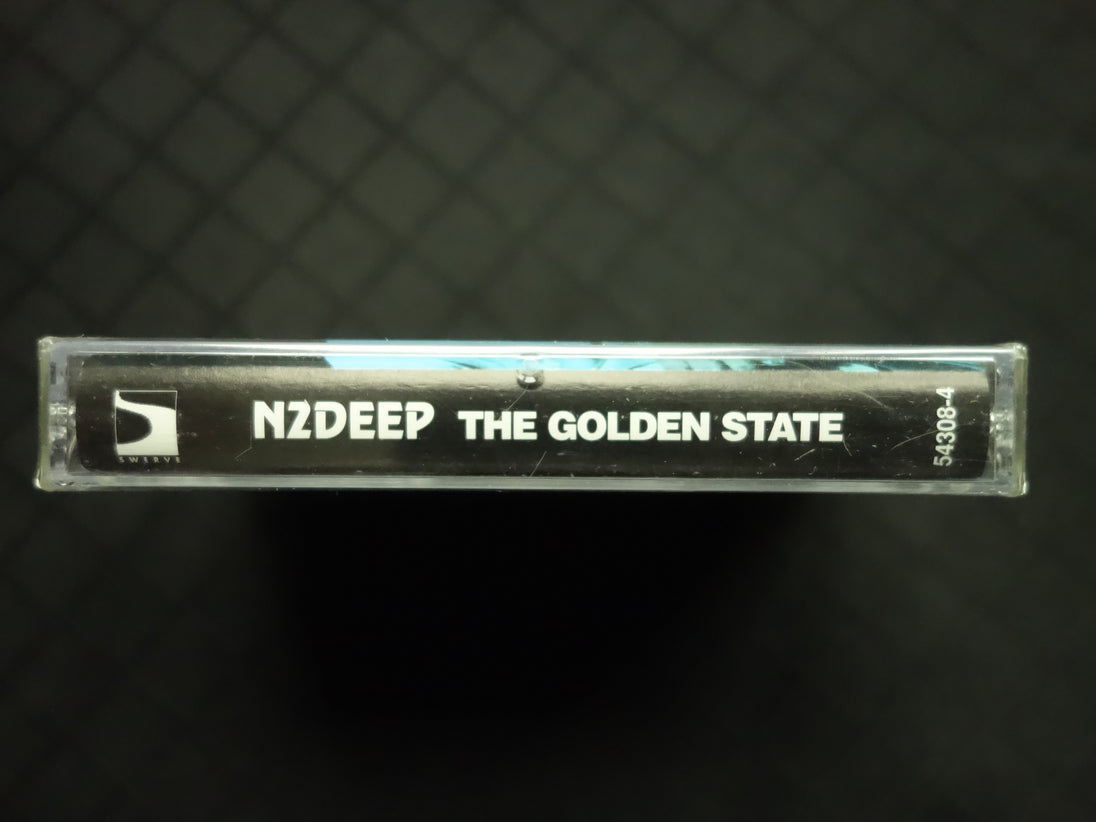 SWERVE
N2DEEP THE GOLDEN STATE
54308-4